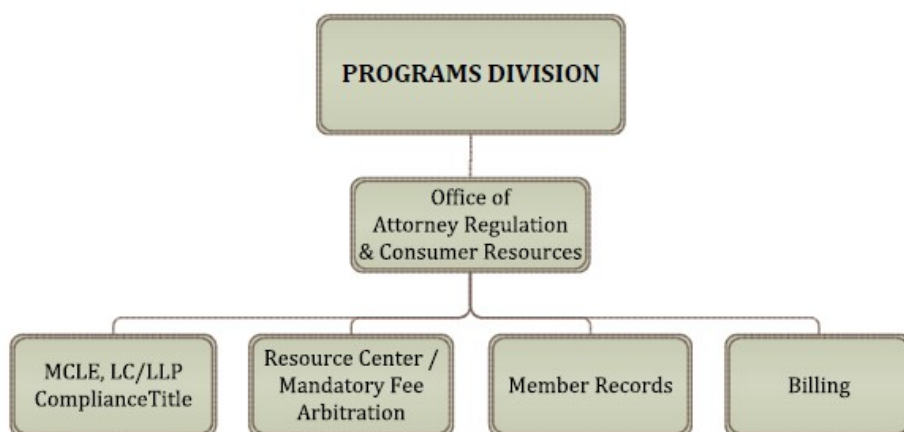 PROGRAMS DIVISION
Office of
Attorney Regulation
& Consumer Resources
MCLE, LC/LLP
ComplianceTitle
Resource Center /
Mandatory Fee
Arbitration
Member Records
Billing